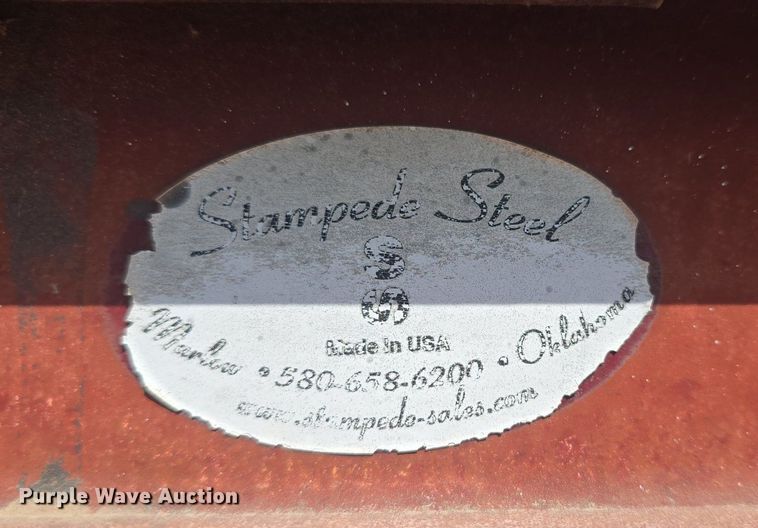 Stampede Steel
S
S
Made in USA
Marlow • 580-658-6200 • Oklahoma
www.stampede-sales.com
Purple Wave Auction